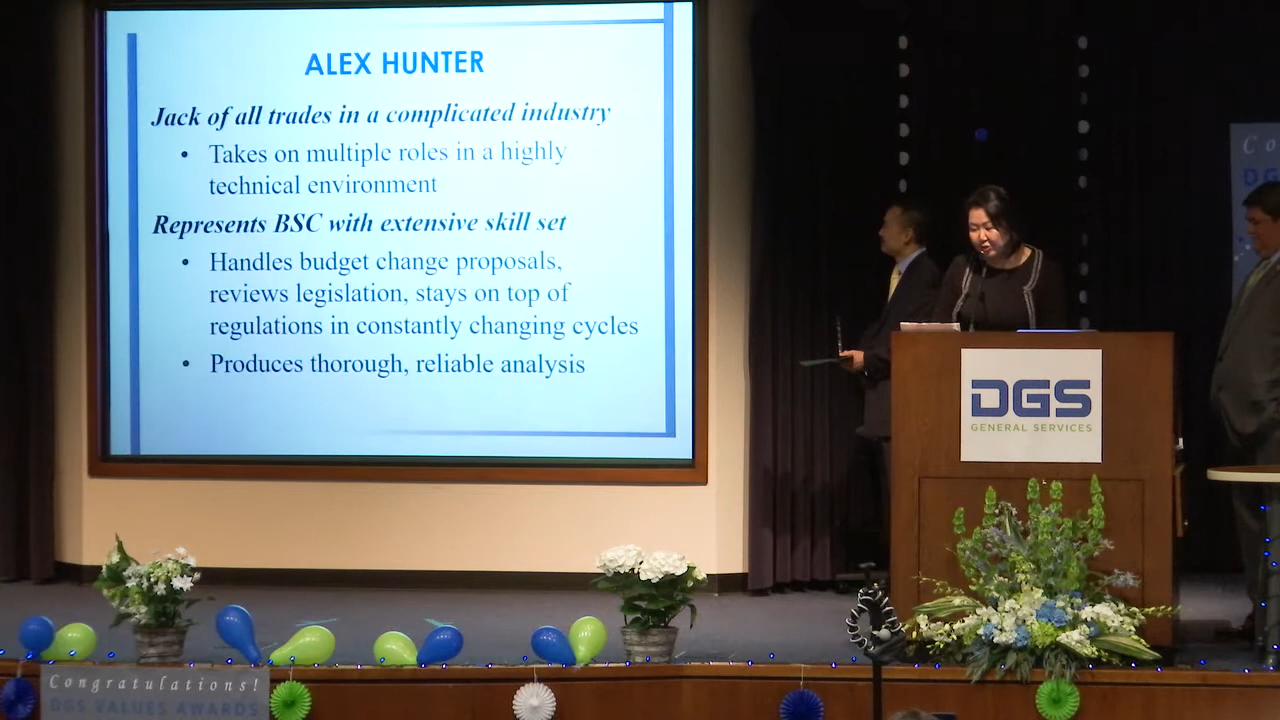 ALEX HUNTER
Jack of all trades in a complicated industry
• Takes on multiple roles in a highly
technical environment
Represents BSC with extensive skill set
• Handles budget change proposals,
reviews legislation, stays on top of
regulations in constantly changing cycles
• Produces thorough, reliable analysis
DGS
GENERAL SERVICES
Congratulations!
DGS VALUES AWARDS